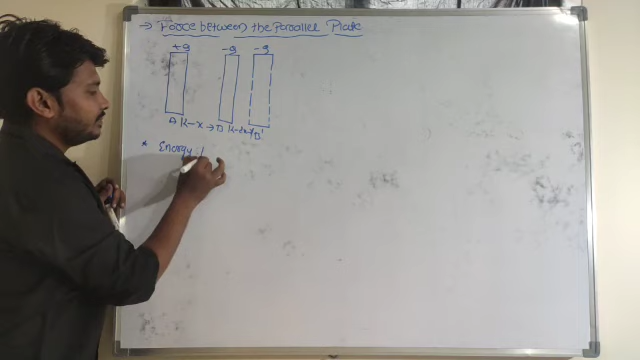 → Force between the Parallel Plate
+q -q -q
A K-x → B K-dx→ B'
* Energy